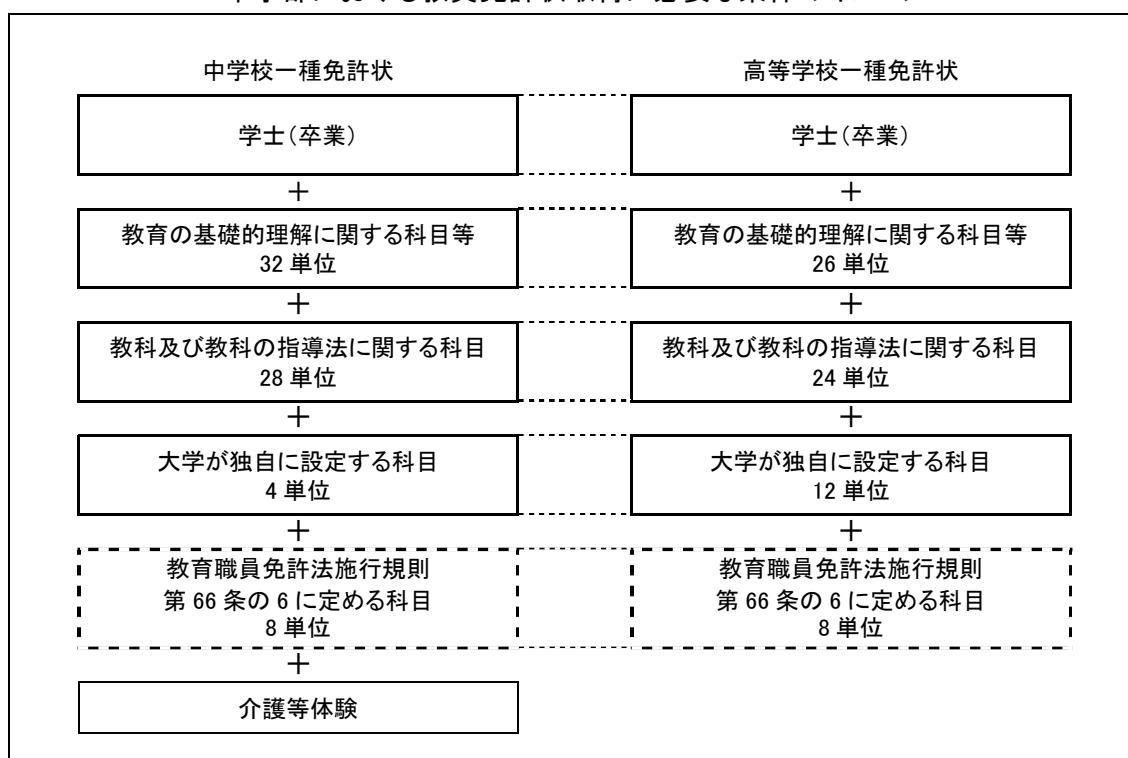 中学校一種免許状
高等学校一種免許状
学士(卒業)
学士(卒業)
+
+
教育の基礎的理解に関する科目等
32 単位
教育の基礎的理解に関する科目等
26 単位
+
+
教科及び教科の指導法に関する科目
28 単位
教科及び教科の指導法に関する科目
24 単位
+
+
大学が独自に設定する科目
4 単位
大学が独自に設定する科目
12 単位
+
+
教育職員免許法施行規則
第 66 条の 6 に定める科目
8 単位
教育職員免許法施行規則
第 66 条の 6 に定める科目
8 単位
+
介護等体験